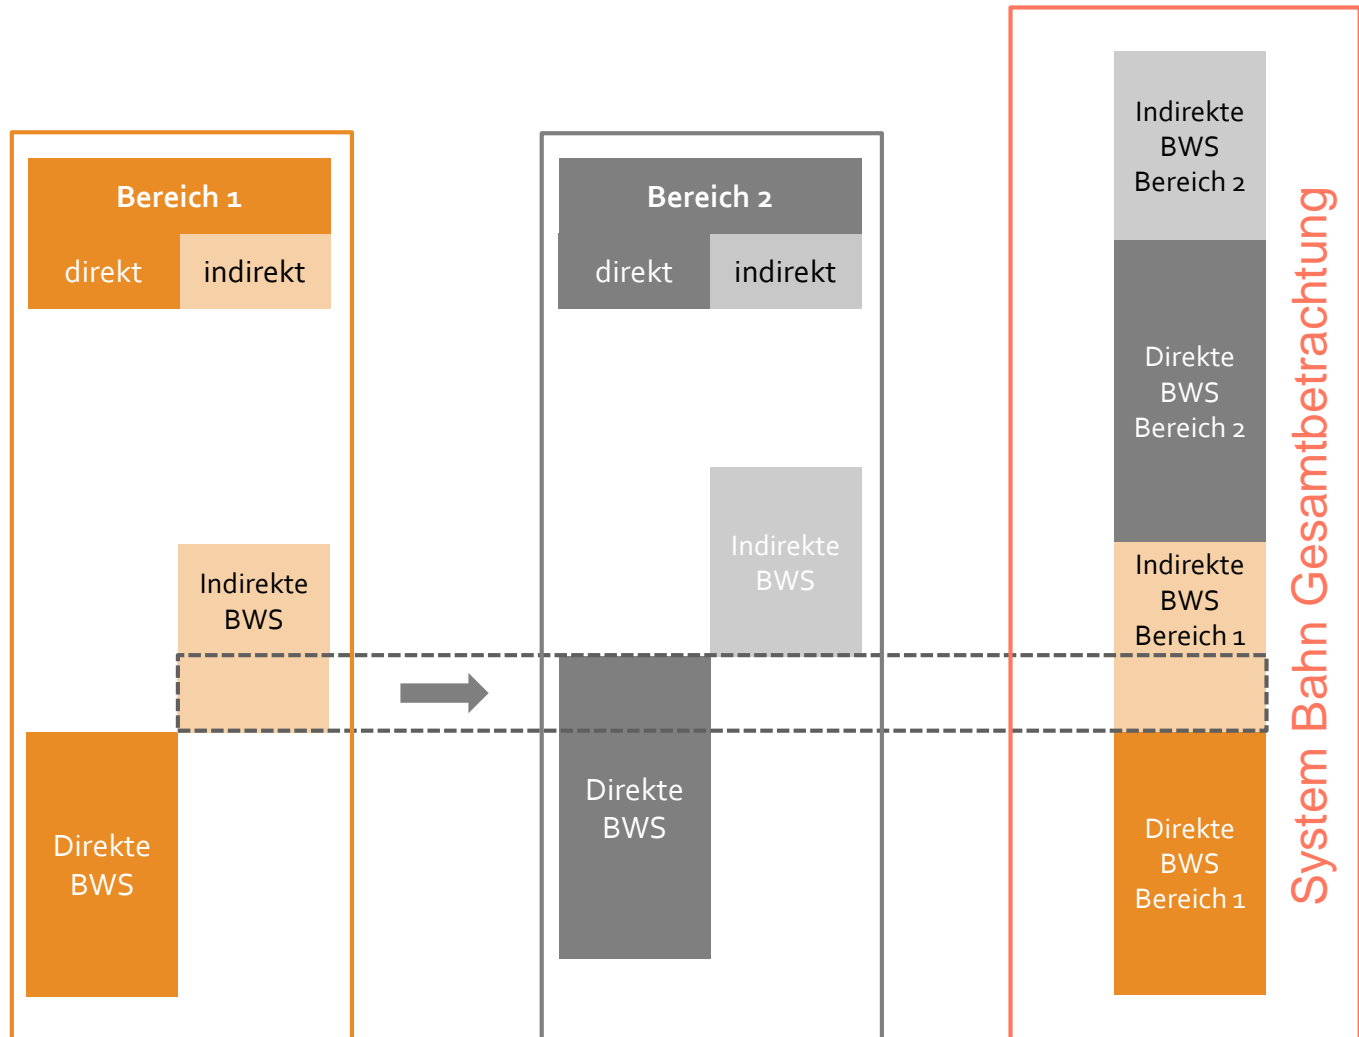 Bereich 1
direkt
indirekt
Indirekte
BWS
Direkte
BWS
Bereich 2
direkt
indirekt
Indirekte
BWS
Direkte
BWS
Indirekte
BWS
Bereich 2
Direkte
BWS
Bereich 2
Indirekte
BWS
Bereich 1
Direkte
BWS
Bereich 1
System Bahn Gesamtbetrachtung